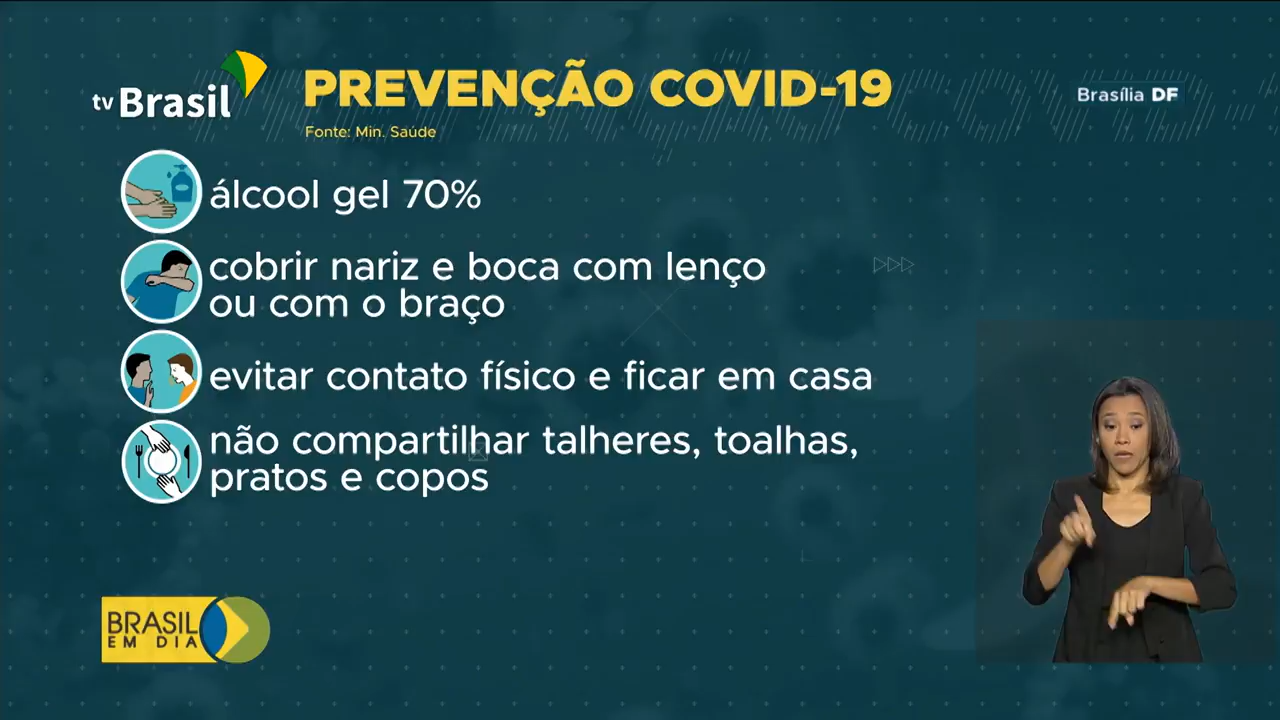 tv Brasil
PREVENÇÃO COVID-19
Fonte: Min. Saúde
Brasília DF
álcool gel 70%
cobrir nariz e boca com lenço
ou com o braço
evitar contato físico e ficar em casa
não compartilhar talheres, toalhas,
pratos e copos
BRASIL
EM DIA